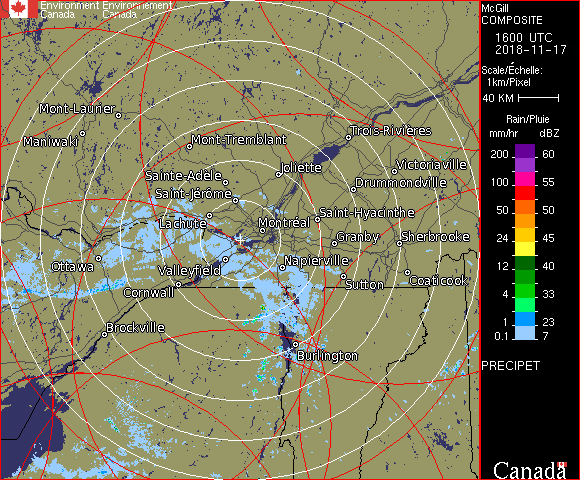 Environment Environnement
Canada Canada
McGill
COMPOSITE
1600 UTC
2018-11-17
Scale/Échelle:
1km/Pixel
40 KM
Rain/Pluie
mm/hr dBZ
200 60
100 55
50 50
24 45
12 40
4 33
1 23
0.1 7
PRECIPET
Canada
Mont-Laurier
Maniwaki
Mont-Tremblant
Trois-Rivières
Joliette
Victoriaville
Sainte-Adèle
Drummondville
Saint-Jérôme
Lachute
Saint-Hyacinthe
Montréal
Granby
Sherbrooke
Ottawa
Valleyfield
Napierville
Cornwall
Sutton
Coaticook
Brockville
Burlington